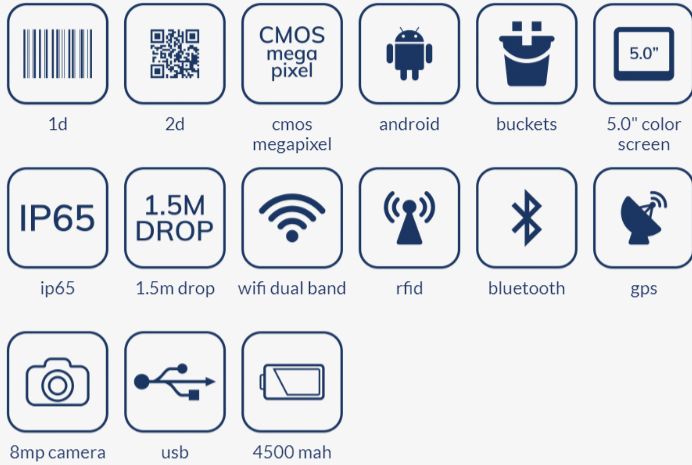 CMOS
mega
pixel
5.0"
1d
2d
cmos
megapixel
android
buckets
5.0" color
screen
IP65
1.5M
DROP
ip65
1.5m drop
wifi dual band
rfid
bluetooth
gps
8mp camera
usb
4500 mah